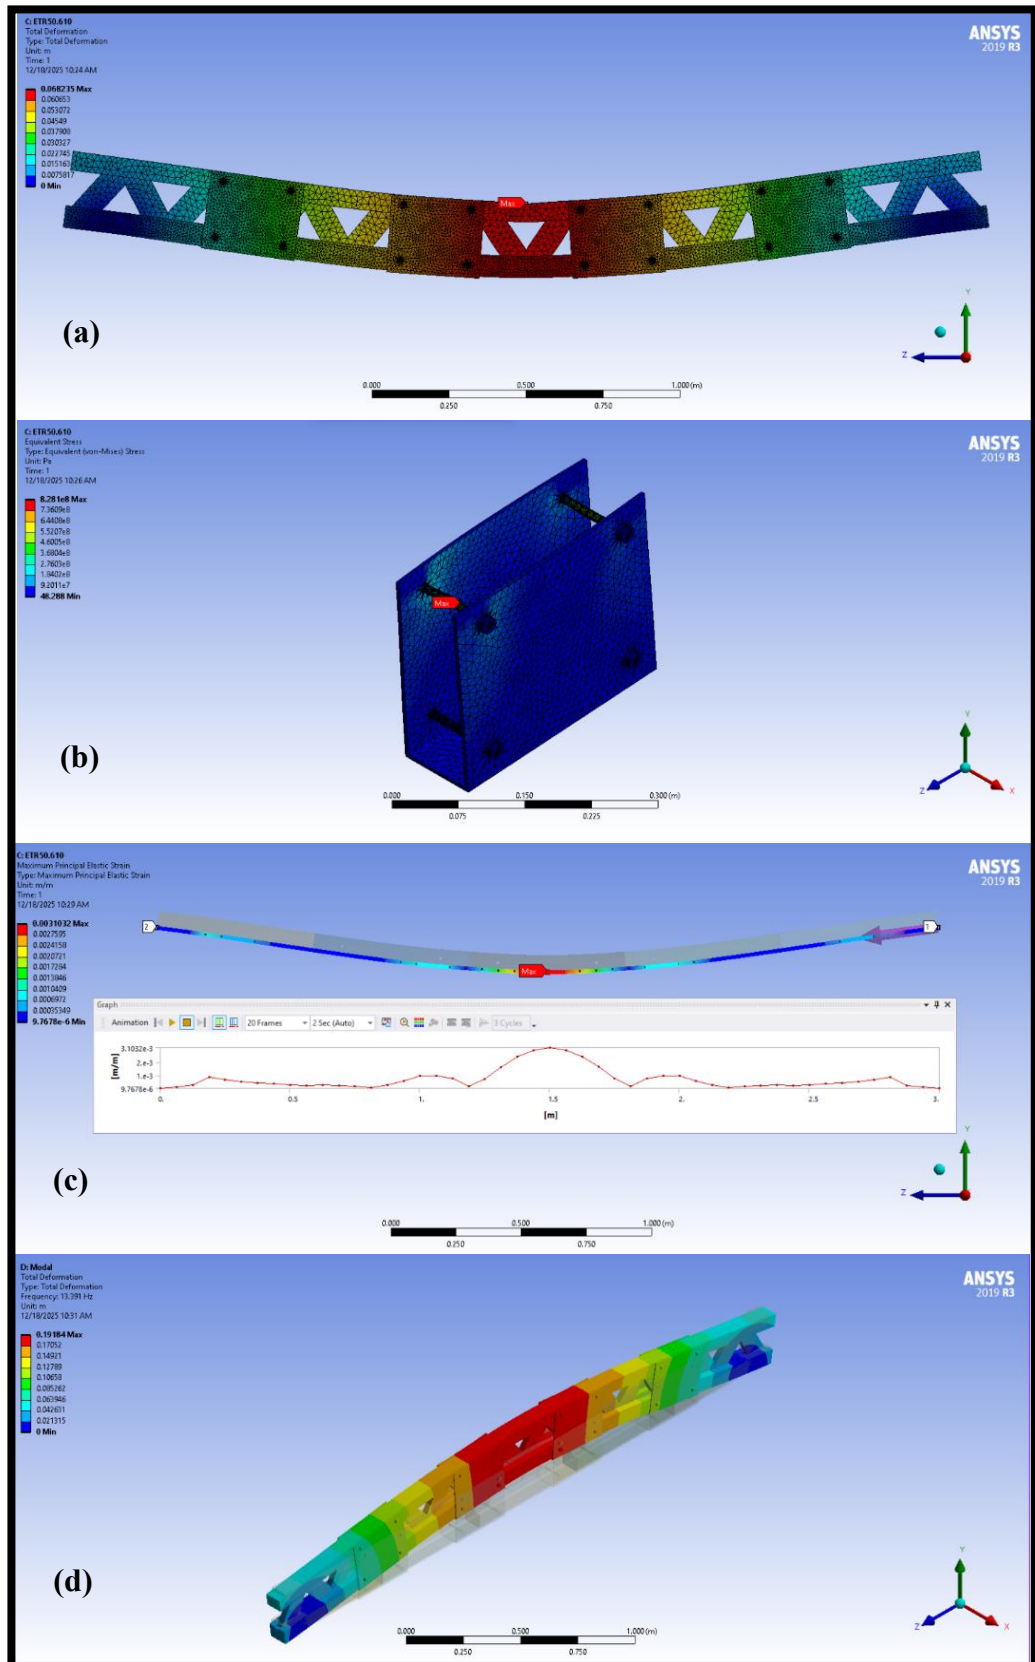 C: ETR50.610
Total Deformation
Type: Total Deformation
Unit: m
Time: 1
12/18/2025 10:24 AM
0.068235 Max
0.060653
0.053072
0.04549
0.037908
0.030327
0.022745
0.015163
0.0075817
0 Min
ANSYS
2019 R3
Max
(a)
Y
Z
0.000
0.500
1.000 (m)
0.250
0.750
C: ETR50.610
Equivalent Stress
Type: Equivalent (von-Mises) Stress
Unit: Pa
Time: 1
12/18/2025 10:26 AM
8.281e8 Max
7.3609e8
6.4408e8
5.5207e8
4.6005e8
3.6804e8
2.7603e8
1.8402e8
9.2011e7
48.288 Min
ANSYS
2019 R3
Max
(b)
Y
Z
X
0.000
0.150
0.300 (m)
0.075
0.225
C: ETR50.610
Maximum Principal Elastic Strain
Type: Maximum Principal Elastic Strain
Unit: m/m
Time: 1
12/18/2025 10:29 AM
0.0031032 Max
0.0027595
0.0024158
0.0020721
0.0017284
0.0013846
0.0010409
0.0006972
0.00035349
9.7678e-6 Min
ANSYS
2019 R3
2
1
Max
Graph
Animation
20 Frames
2 Sec (Auto)
3 Cycles
3.1032e-3
2.e-3
1.e-3
9.7678e-6
[m/m]
0.
0.5
1.
1.5
2.
2.5
3.
[m]
(c)
Y
Z
0.000
0.500
1.000 (m)
0.250
0.750
D: Modal
Total Deformation
Type: Total Deformation
Frequency: 13.391 Hz
Unit: m
12/18/2025 10:31 AM
0.19184 Max
0.17052
0.14921
0.12789
0.10658
0.085262
0.063946
0.042631
0.021315
0 Min
ANSYS
2019 R3
(d)
Y
Z
X
0.000
0.500
1.000 (m)
0.250
0.750